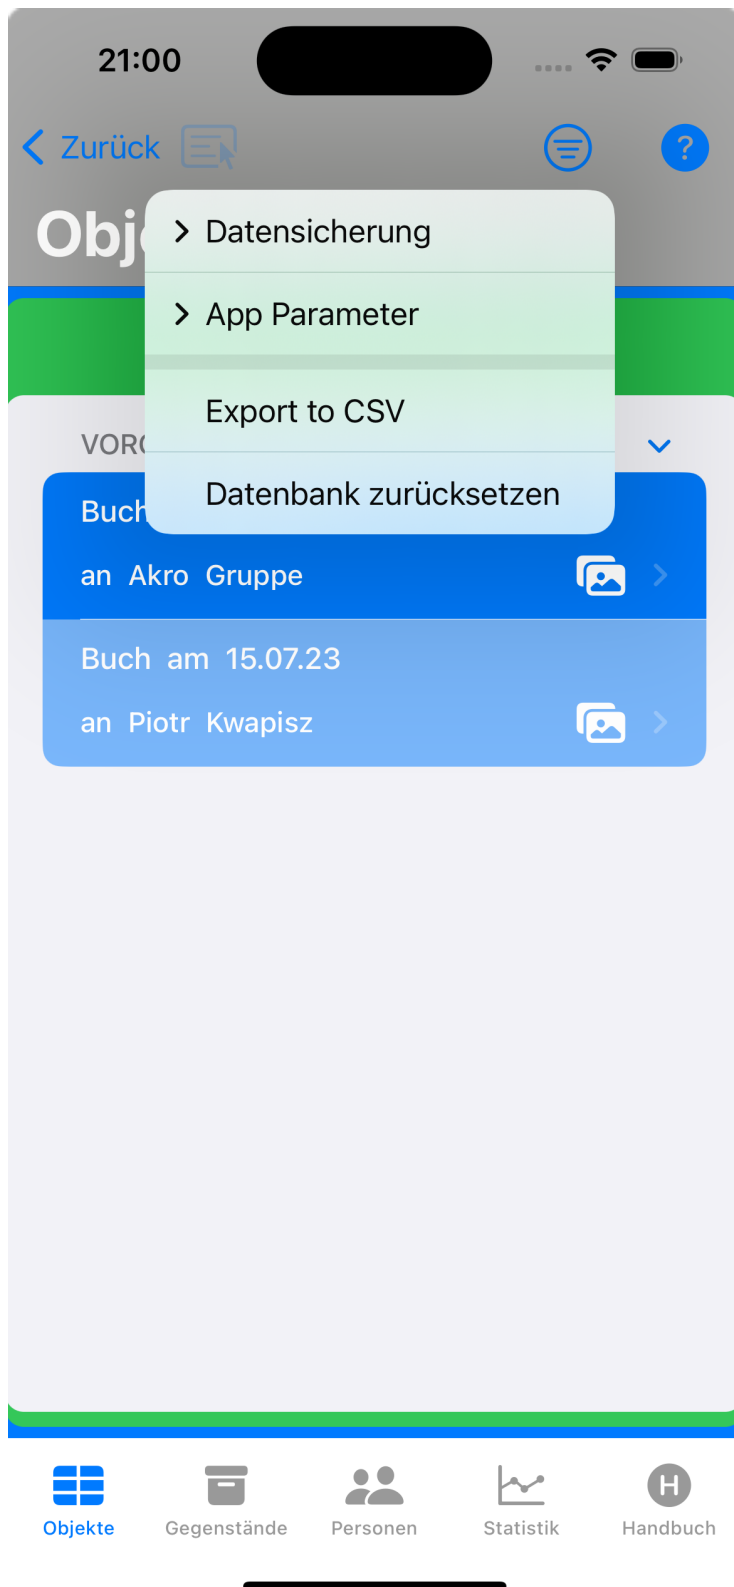 21:00
Zurück
?
Obj
Datensicherung
App Parameter
Export to CSV
Datenbank zurücksetzen
VOR
Buch
an Akro Gruppe
Buch am 15.07.23
an Piotr Kwapisz
H
Objekte
Gegenstände
Personen
Statistik
Handbuch